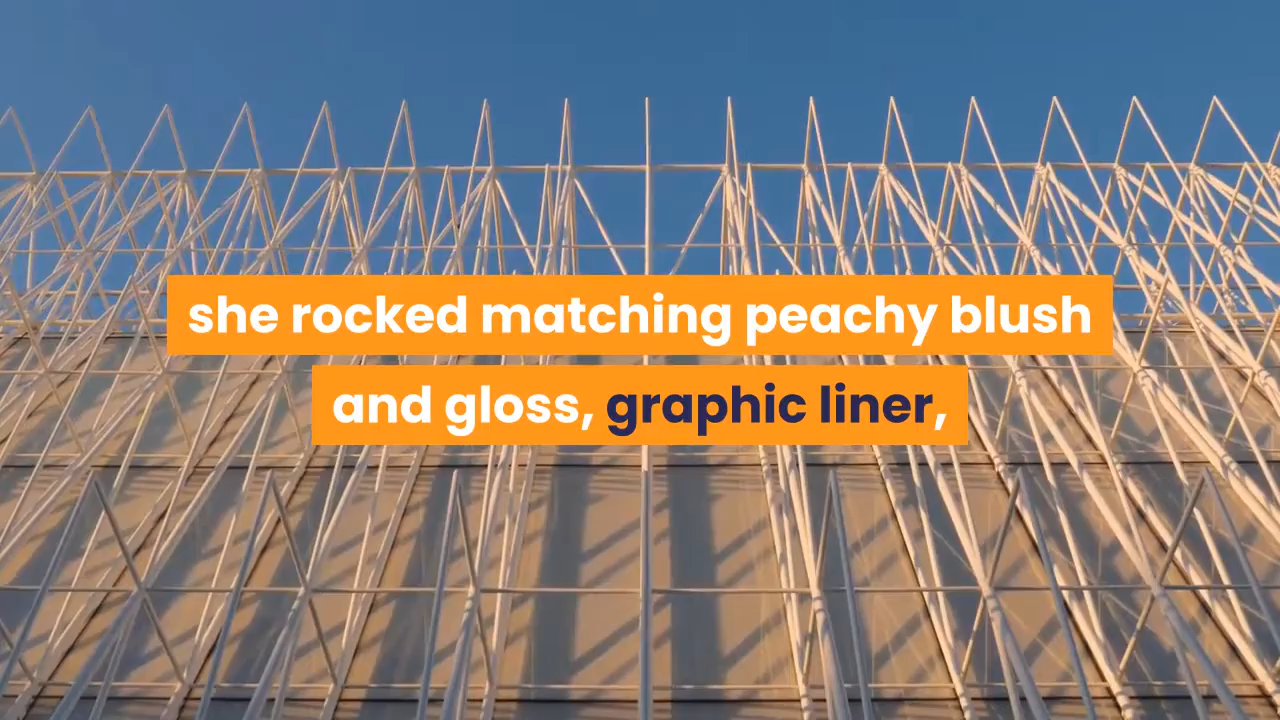 she rocked matching peachy blush
and gloss, graphic liner,